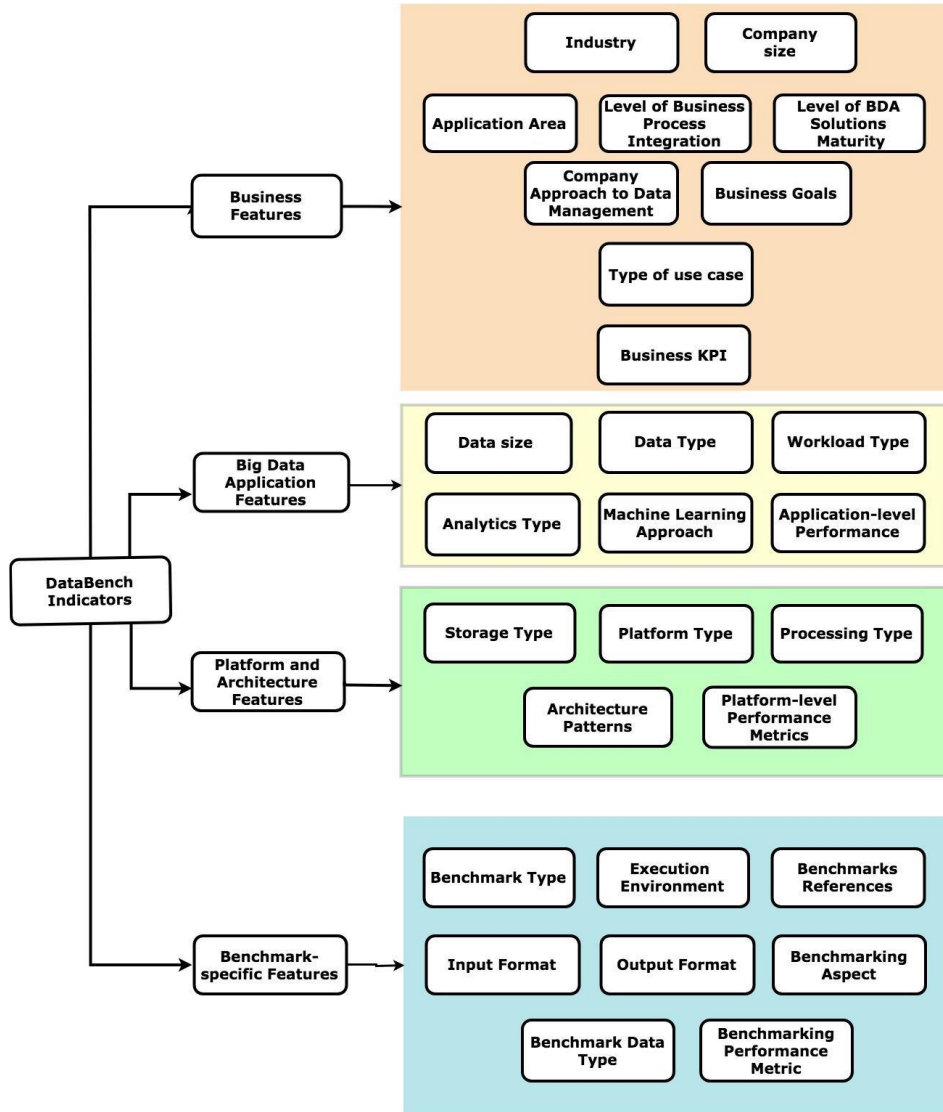 Industry
Company
size
Application Area
Level of Business
Process
Integration
Level of BDA
Solutions
Maturity
Business
Features
Company
Approach to Data
Management
Business Goals
Type of use case
Business KPI
Big Data
Application
Features
Data size
Data Type
Workload Type
Analytics Type
Machine Learning
Approach
Application-level
Performance
DataBench
Indicators
Platform and
Architecture
Features
Storage Type
Platform Type
Processing Type
Architecture
Patterns
Platform-level
Performance
Metrics
Benchmark-
specific Features
Benchmark Type
Execution
Environment
Benchmarks
References
Input Format
Output Format
Benchmarking
Aspect
Benchmark Data
Type
Benchmarking
Performance
Metric